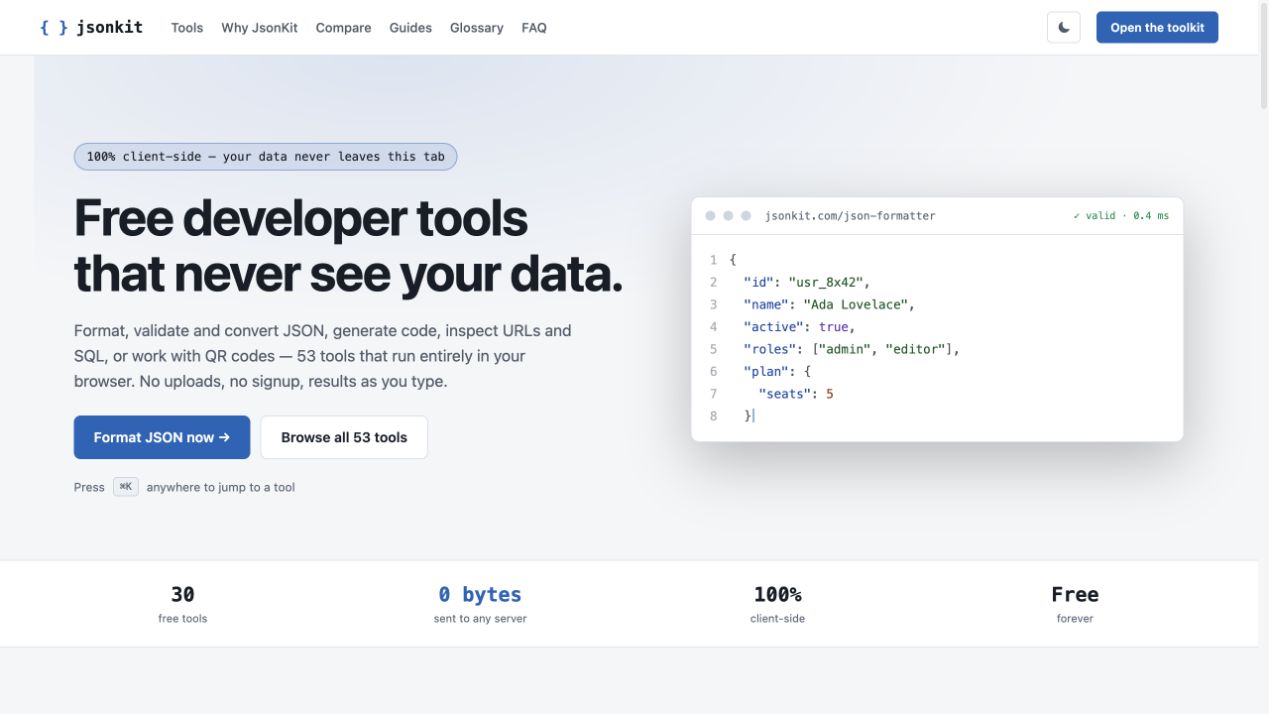 { } jsonkit
Tools Why JsonKit Compare Guides Glossary FAQ
Open the toolkit
100% client-side — your data never leaves this tab
Free developer tools
that never see your data.
Format, validate and convert JSON, generate code, inspect URLs and
SQL, or work with QR codes — 53 tools that run entirely in your
browser. No uploads, no signup, results as you type.
Format JSON now →
Browse all 53 tools
Press ⌘K anywhere to jump to a tool
jsonkit.com/json-formatter
✓ valid · 0.4 ms
1 {
2 "id": "usr_8x42",
3 "name": "Ada Lovelace",
4 "active": true,
5 "roles": ["admin", "editor"],
6 "plan": {
7 "seats": 5
8 }
30
free tools
0 bytes
sent to any server
100%
client-side
Free
forever